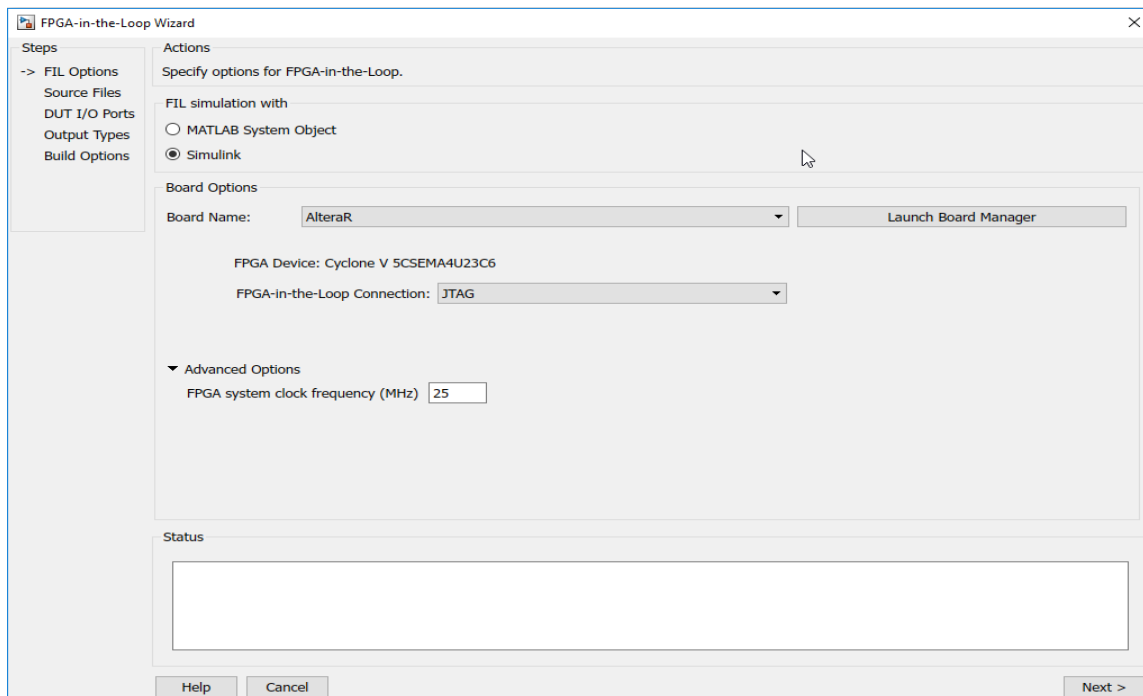 FPGA-in-the-Loop Wizard
Steps
-> FIL Options
Source Files
DUT I/O Ports
Output Types
Build Options
Actions
Specify options for FPGA-in-the-Loop.
FIL simulation with
MATLAB System Object
Simulink
Board Options
Board Name: AlteraR Launch Board Manager
FPGA Device: Cyclone V 5CSEMA4U23C6
FPGA-in-the-Loop Connection: JTAG
Advanced Options
FPGA system clock frequency (MHz) 25
Status
Help Cancel Next >